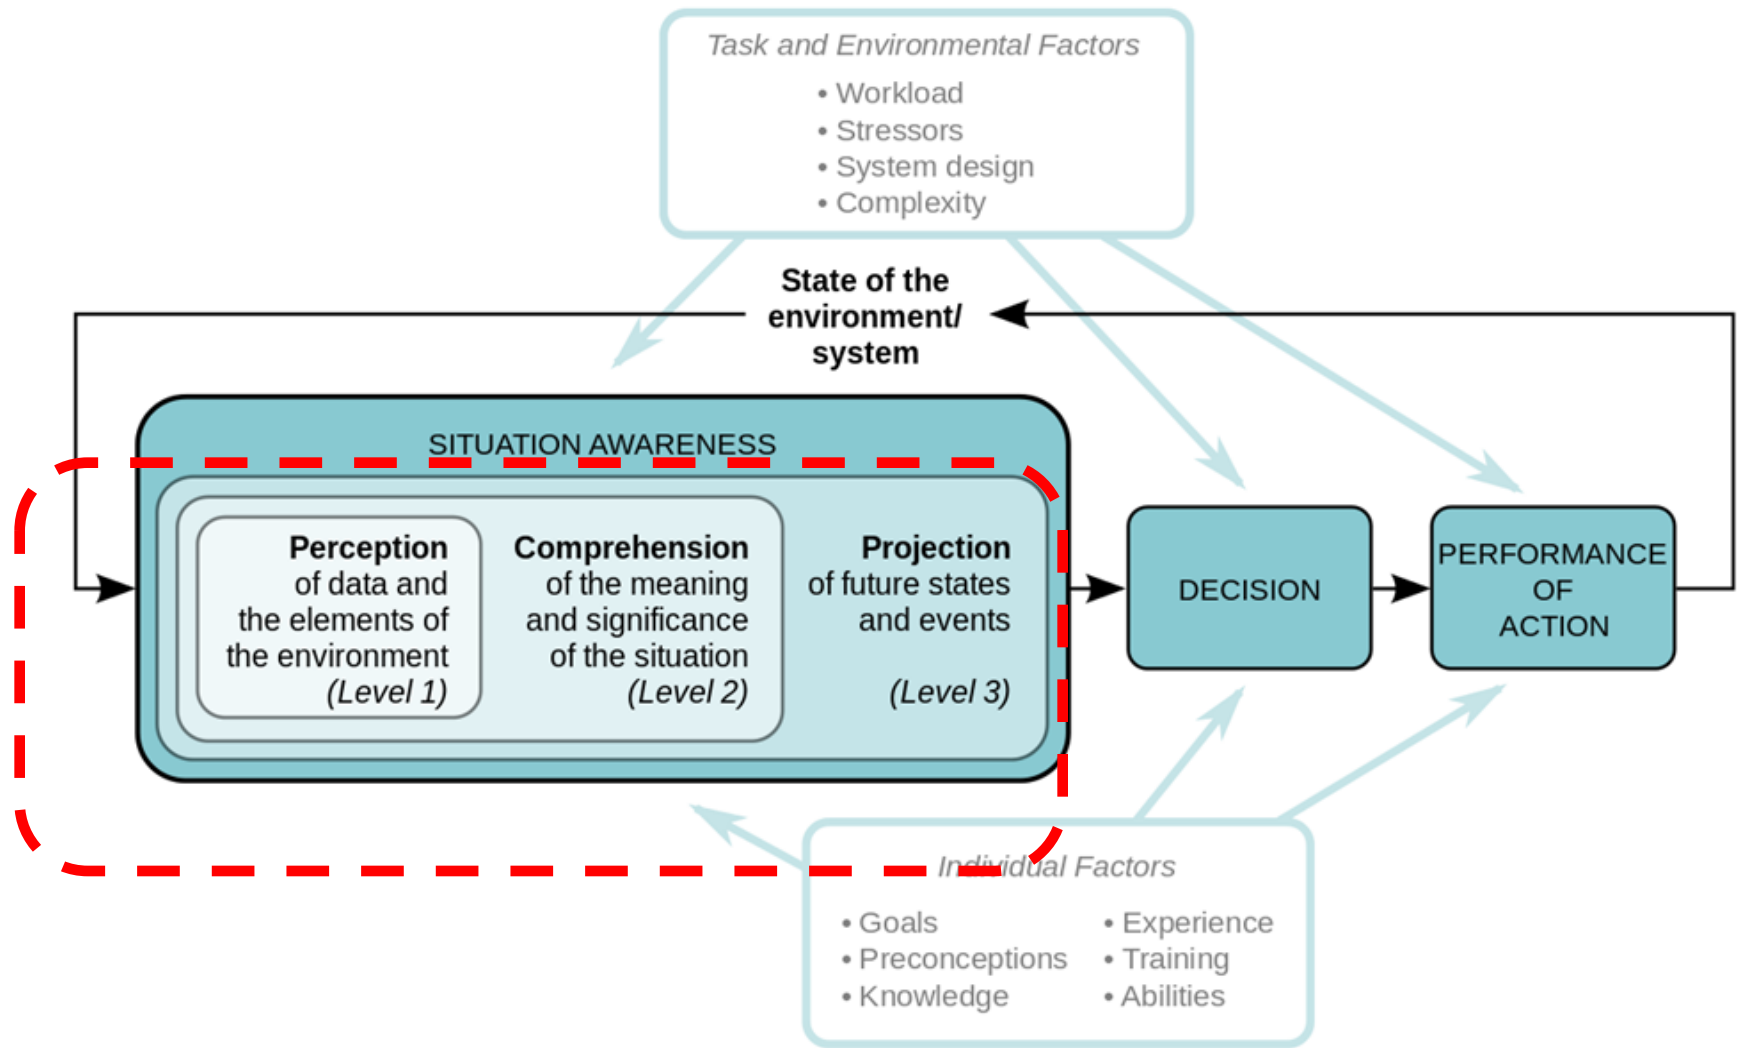 Task and Environmental Factors
• Workload
• Stressors
• System design
• Complexity
State of the
environment/
system
SITUATION AWARENESS
Perception
of data and
the elements of
the environment
(Level 1)
Comprehension
of the meaning
and significance
of the situation
(Level 2)
Projection
of future states
and events
(Level 3)
DECISION
PERFORMANCE
OF
ACTION
Individual Factors
• Goals
• Preconceptions
• Knowledge
• Experience
• Training
• Abilities